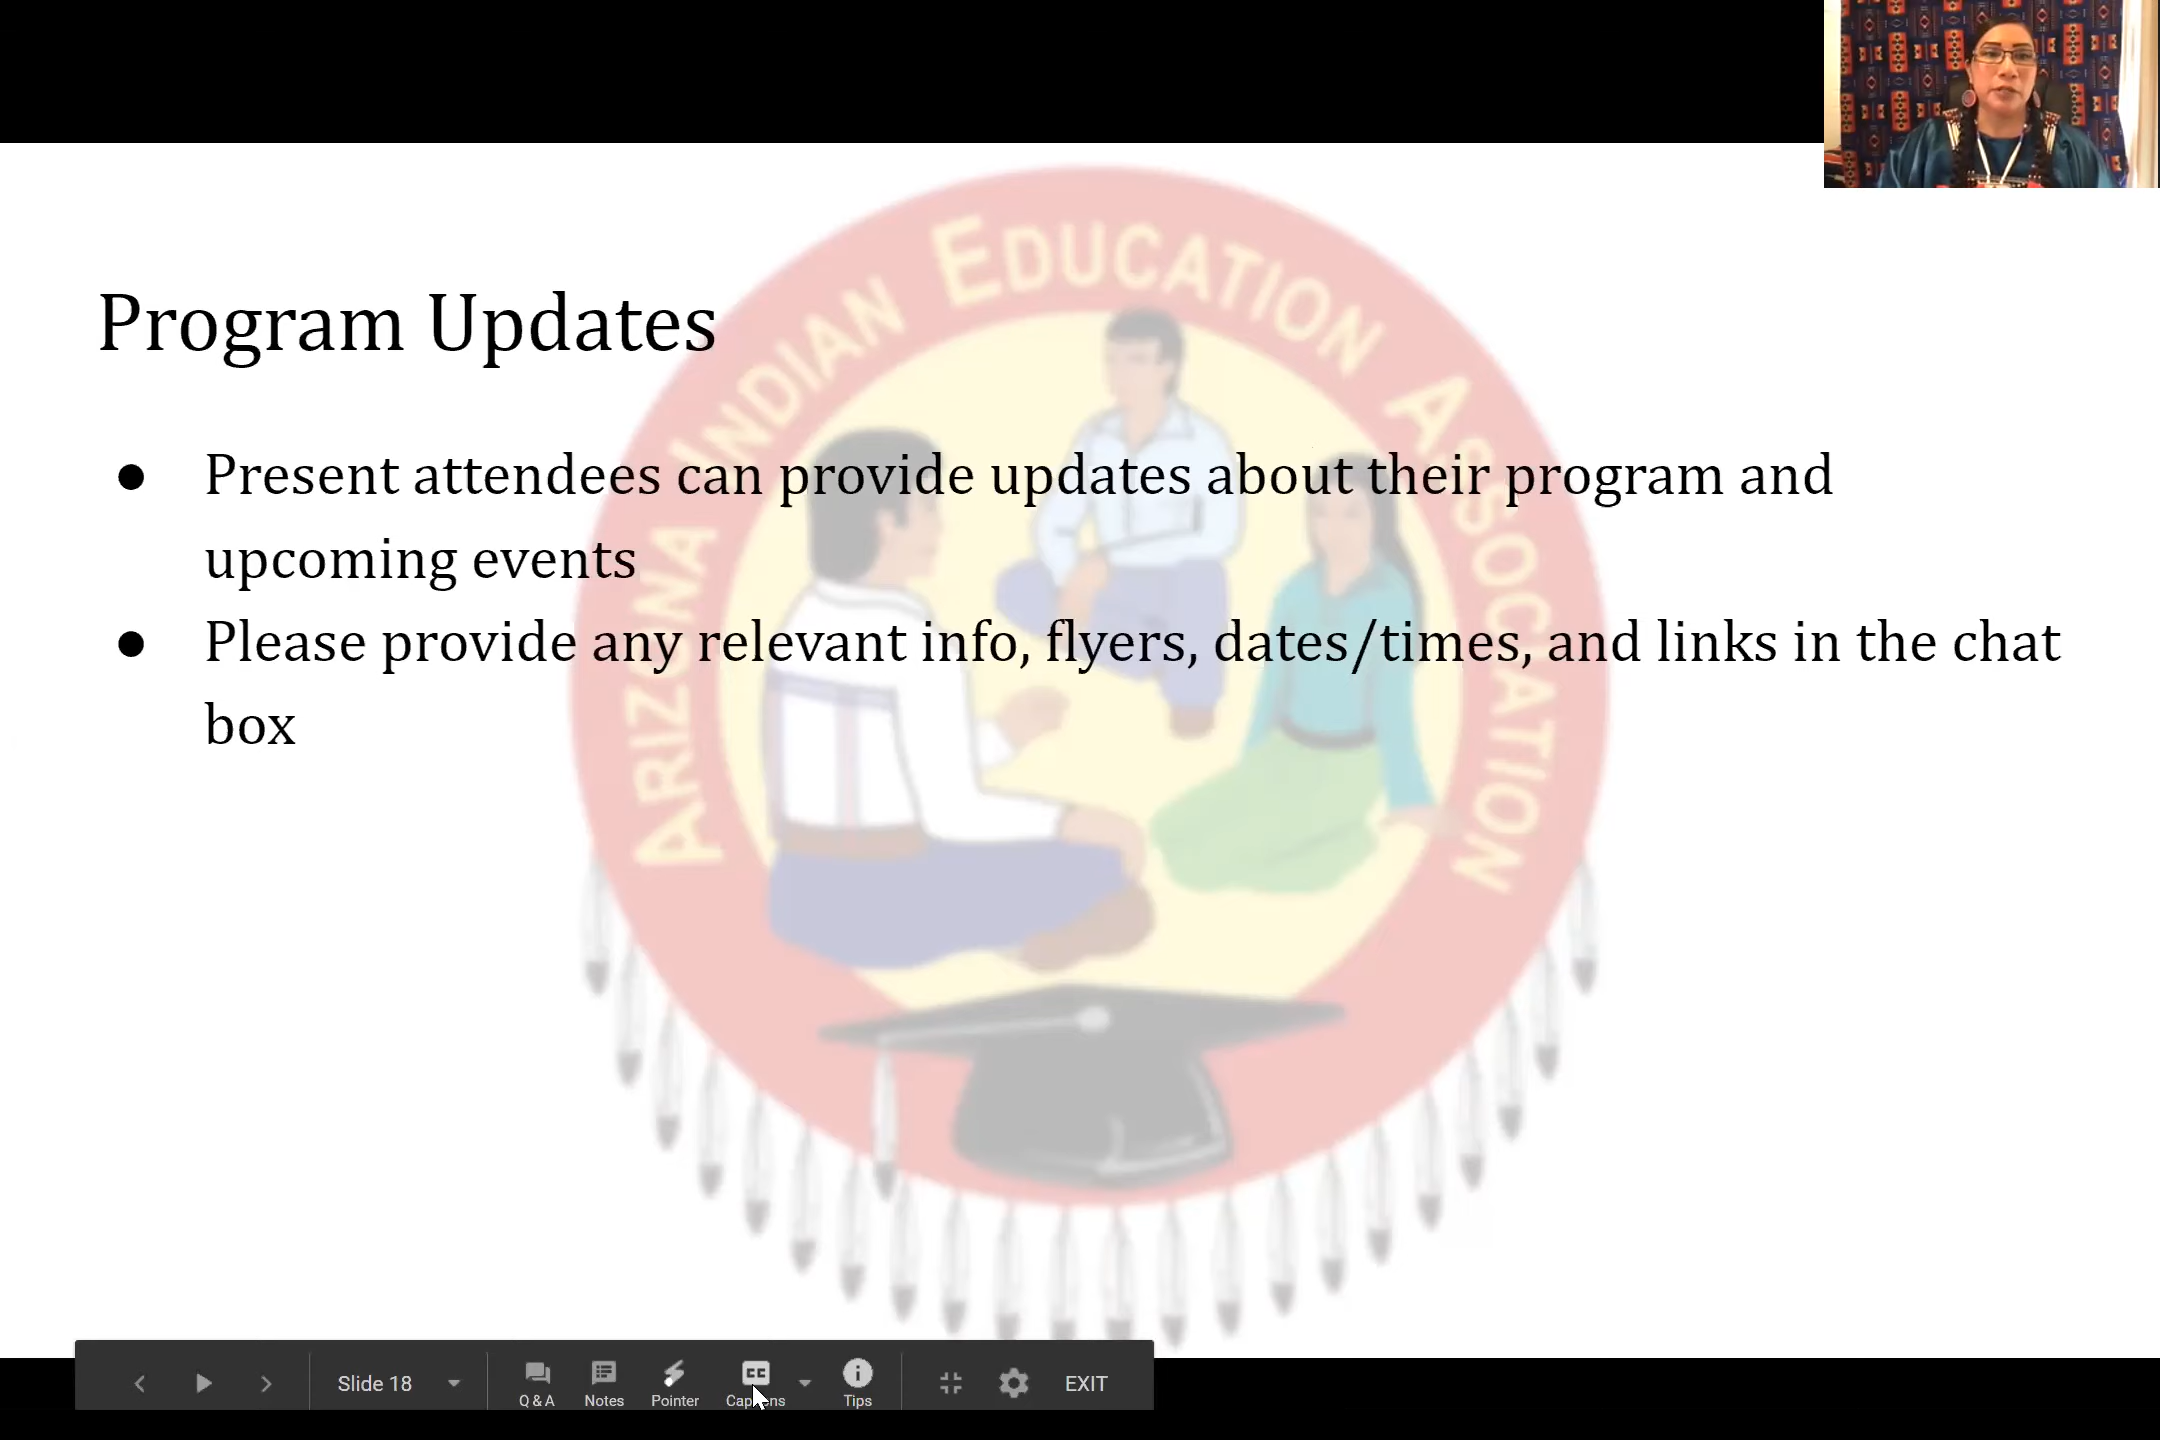 ARIZONA INDIAN EDUCATION ASSOCIATION
Program Updates
● Present attendees can provide updates about their program and
upcoming events
● Please provide any relevant info, flyers, dates/times, and links in the chat
box
Slide 18
Q & A
Notes
Pointer
Captions
Tips
EXIT